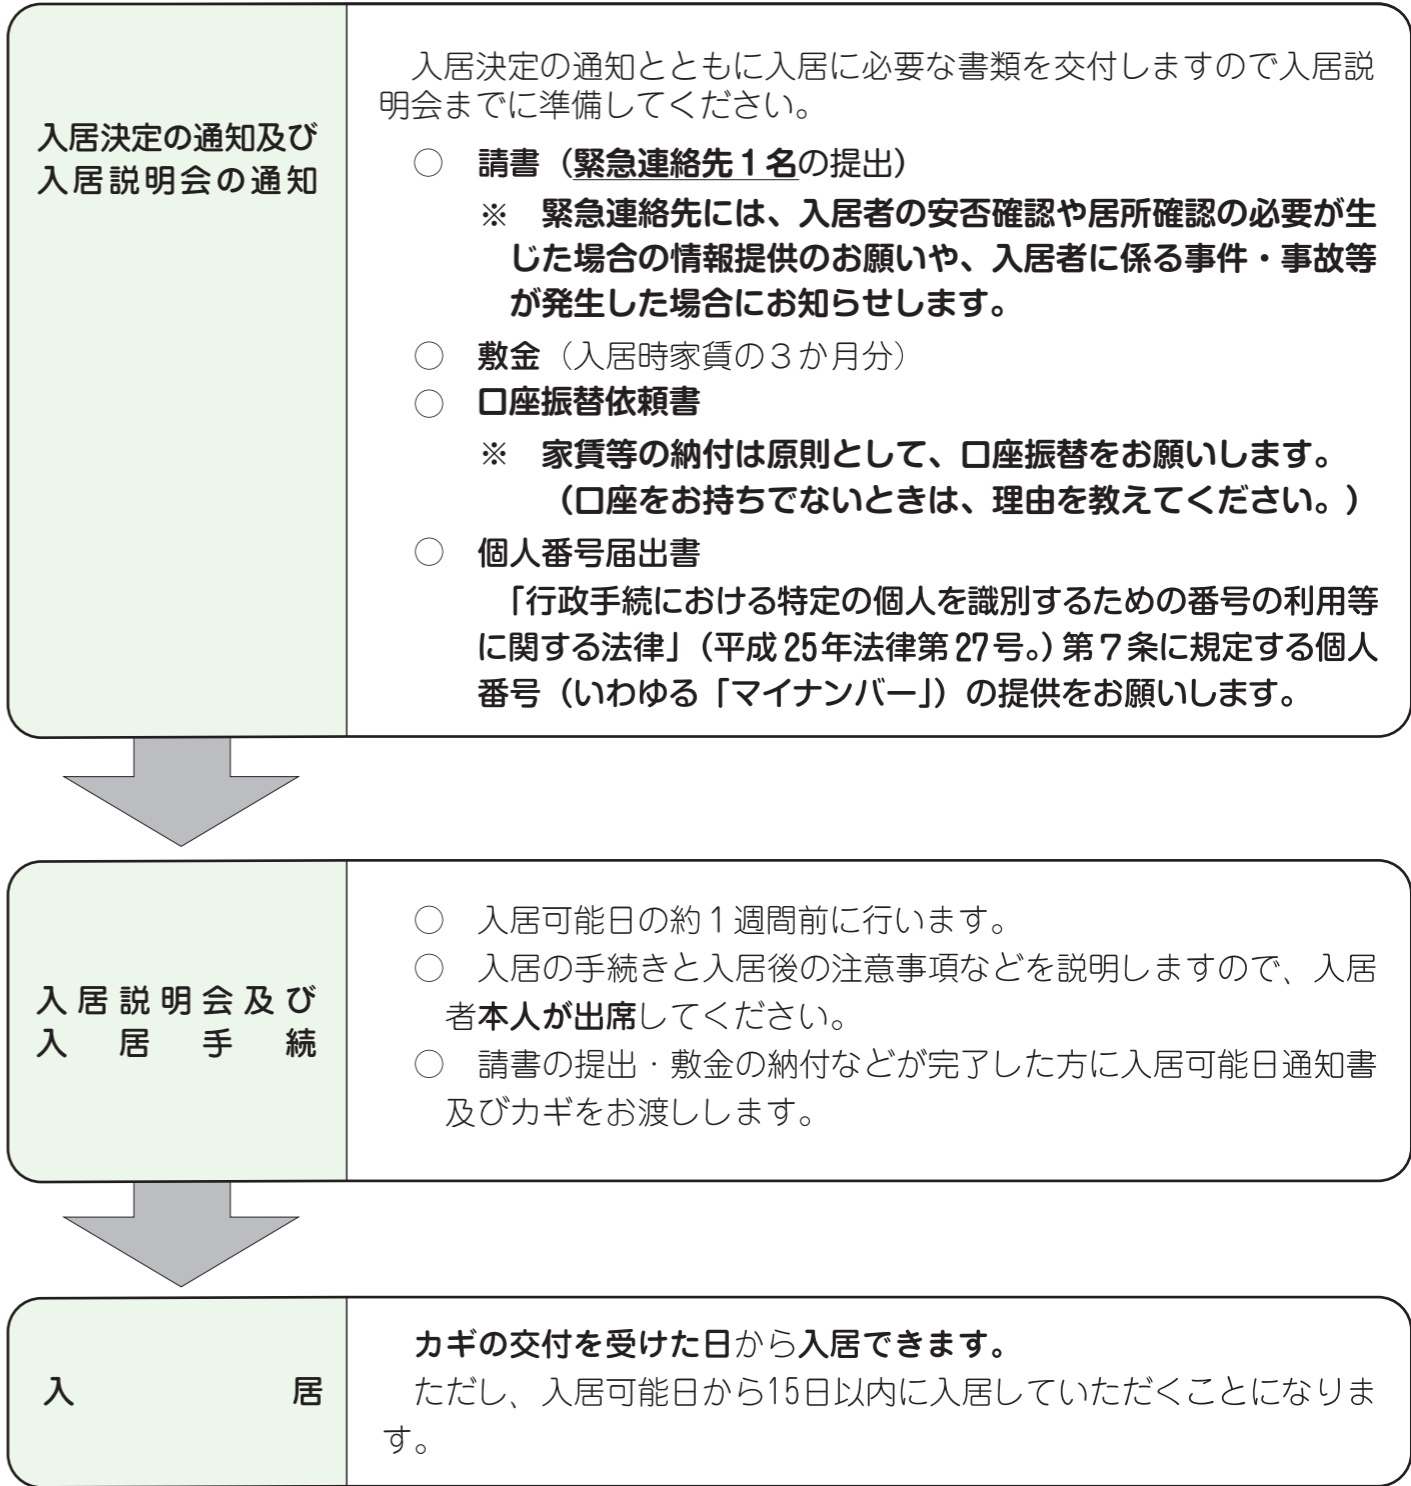 入居決定の通知及び
入居説明会の通知
入居決定の通知とともに入居に必要な書類を交付しますので入居説
明会までに準備してください。
○ 請書（緊急連絡先１名の提出）
※ 緊急連絡先には、入居者の安否確認や居所確認の必要が生
じた場合の情報提供のお願いや、入居者に係る事件・事故等
が発生した場合にお知らせします。
○ 敷金（入居時家賃の３か月分）
○ 口座振替依頼書
※ 家賃等の納付は原則として、口座振替をお願いします。
（口座をお持ちでないときは、理由を教えてください。）
○ 個人番号届出書
「行政手続における特定の個人を識別するための番号の利用等
に関する法律」（平成25年法律第27号。）第７条に規定する個人
番号（いわゆる「マイナンバー」）の提供をお願いします。
入居説明会及び
入居手続
○ 入居可能日の約１週間前に行います。
○ 入居の手続きと入居後の注意事項などを説明しますので、入居
者本人が出席してください。
○ 請書の提出・敷金の納付などが完了した方に入居可能日通知書
及びカギをお渡しします。
入居
カギの交付を受けた日から入居できます。
ただし、入居可能日から15日以内に入居していただくことになりま
す。